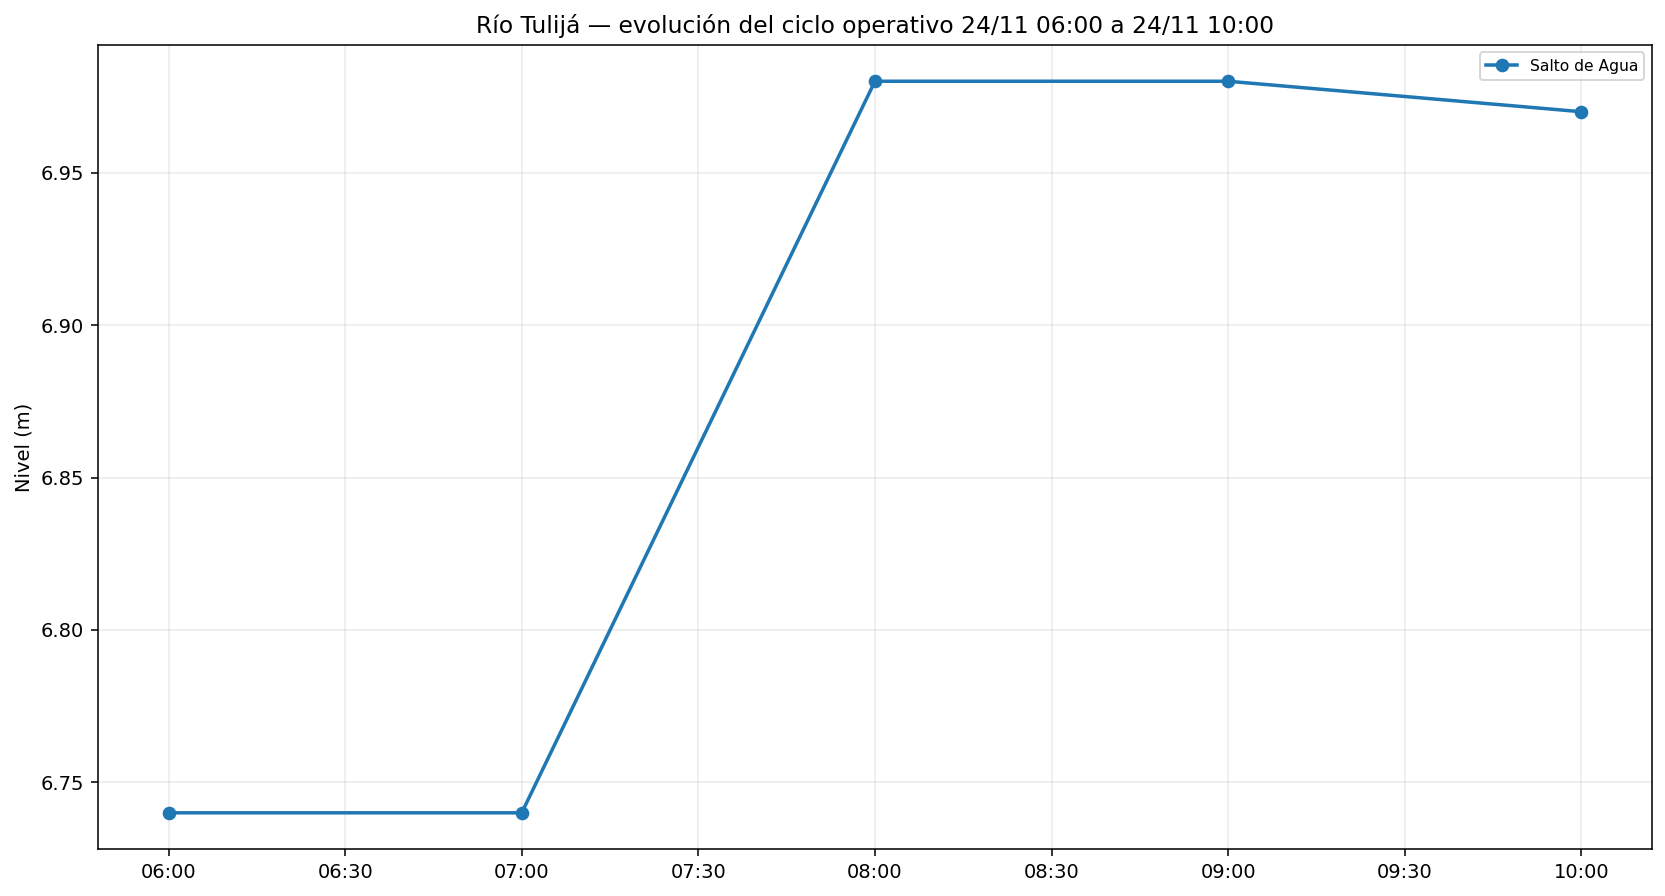 Río Tulijá — evolución del ciclo operativo 24/11 06:00 a 24/11 10:00
Salto de Agua
Nivel (m)
6.95
6.90
6.85
6.80
6.75
06:00 06:30 07:00 07:30 08:00 08:30 09:00 09:30 10:00